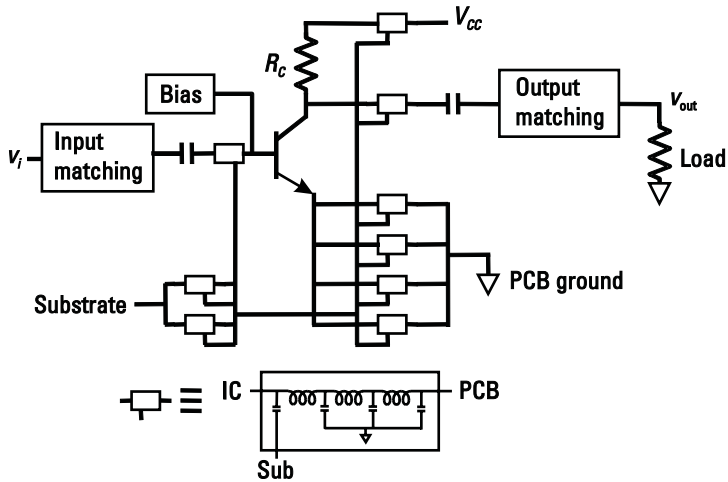 V_cc
R_c
Bias
Input
matching
v_i
Output
matching
v_out
Load
Substrate
PCB ground
IC
PCB
Sub